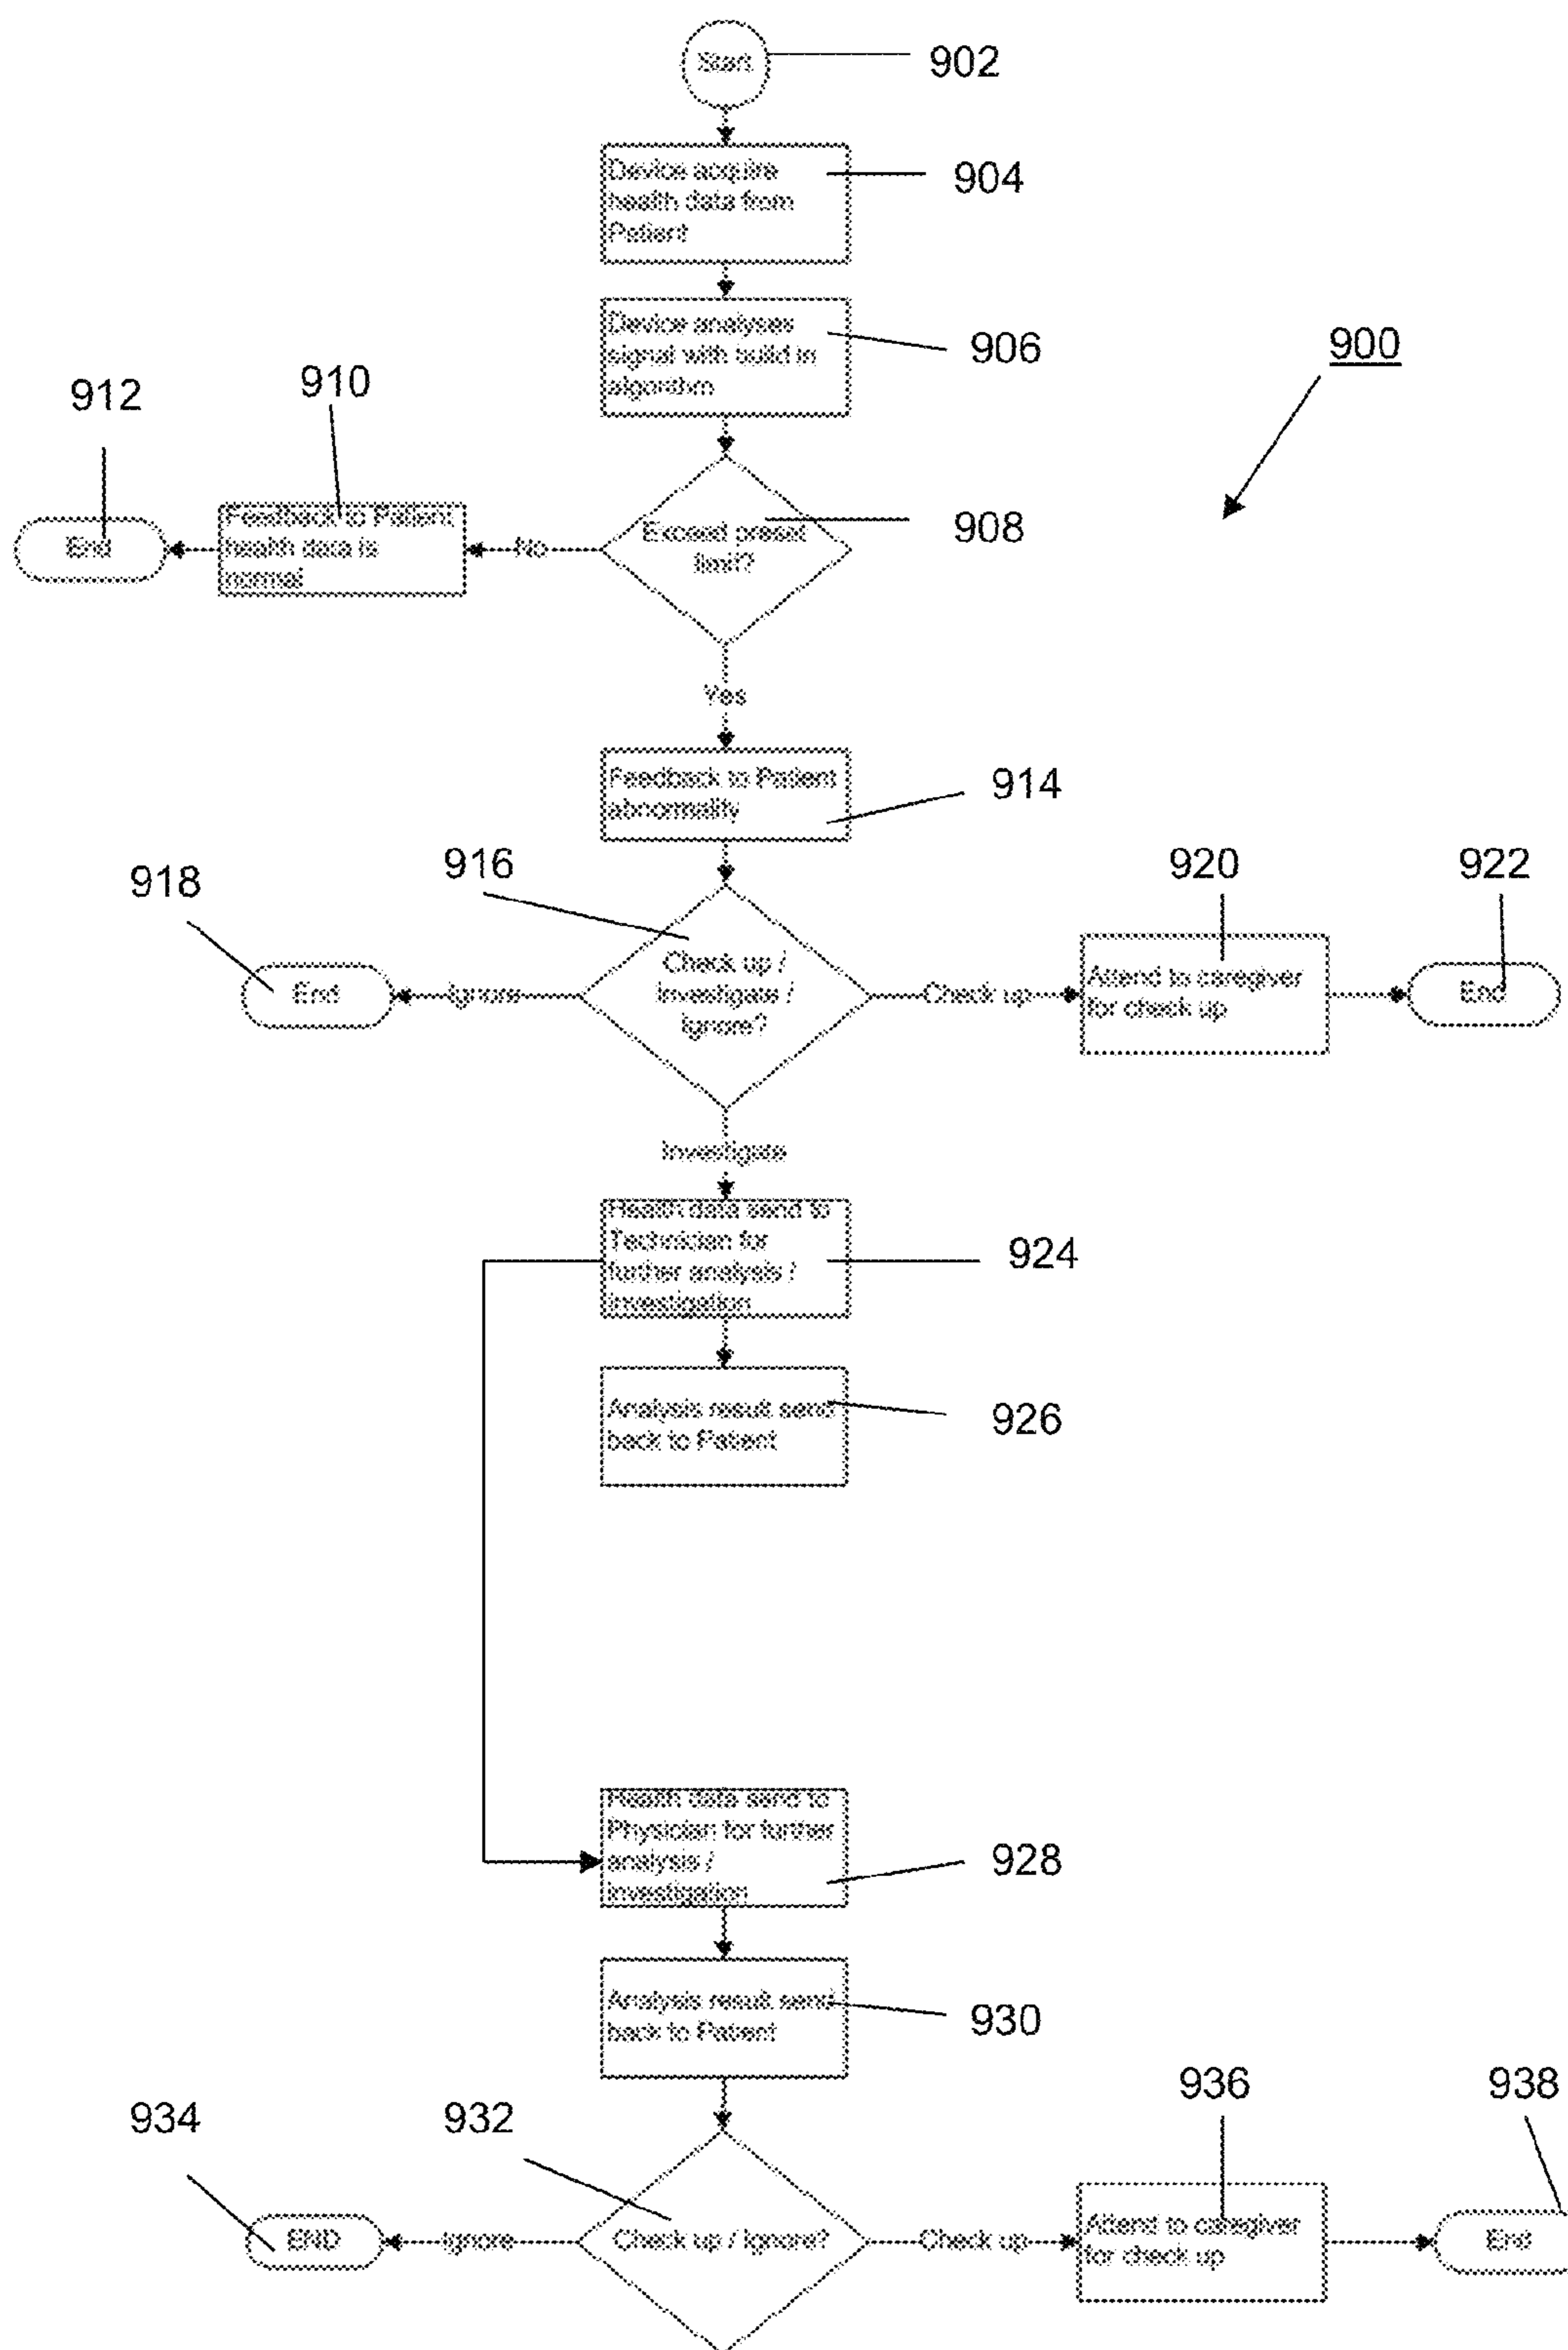 Start
902
Device acquire
health data from
Patient
904
Device analyses
signal with build in
algorithm
906
900
912
910
End
Feedback to Patient
health data is
normal
No
Exceed preset
limit?
908
Yes
Feedback to Patient
abnormality
914
918
916
920
922
End
Ignore
Check up /
Investigate /
Ignore?
Check up
Attend to caregiver
for check up
End
Investigate
Health data send to
Technician for
further analysis /
investigation
924
Analysis result send
back to Patient
926
Health data send to
Physician for further
analysis /
investigation
928
Analysis result send
back to Patient
930
934
932
936
938
END
Ignore
Check up / Ignore?
Check up
Attend to caregiver
for check up
End